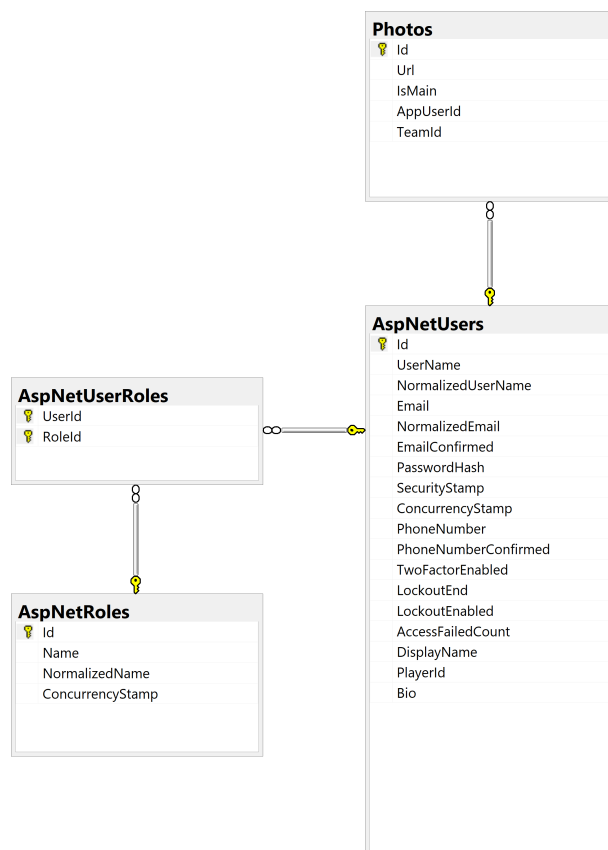 Photos
Id
Url
IsMain
AppUserId
TeamId
AspNetUsers
Id
UserName
NormalizedUserName
Email
NormalizedEmail
EmailConfirmed
PasswordHash
SecurityStamp
ConcurrencyStamp
PhoneNumber
PhoneNumberConfirmed
TwoFactorEnabled
LockoutEnd
LockoutEnabled
AccessFailedCount
DisplayName
PlayerId
Bio
AspNetUserRoles
UserId
RoleId
AspNetRoles
Id
Name
NormalizedName
ConcurrencyStamp